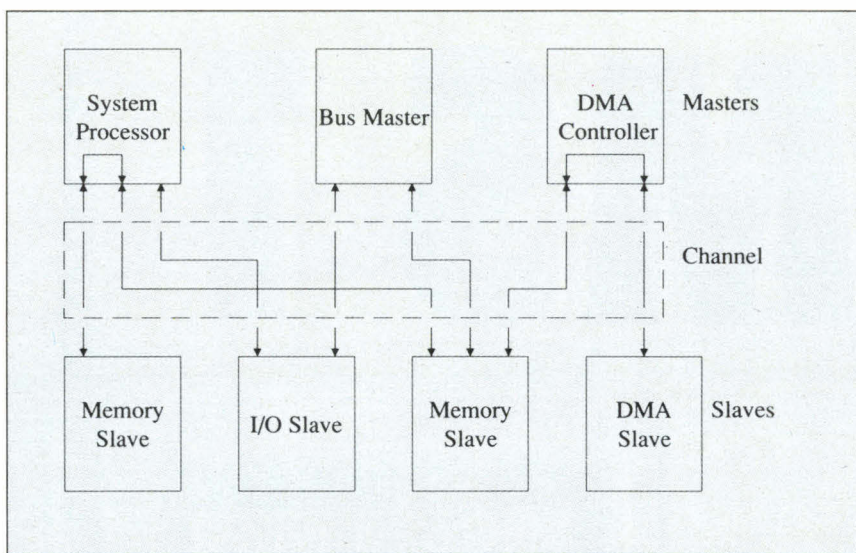 System
Processor
Bus Master
DMA
Controller
Masters
Channel
Memory
Slave
I/O Slave
Memory
Slave
DMA
Slave
Slaves